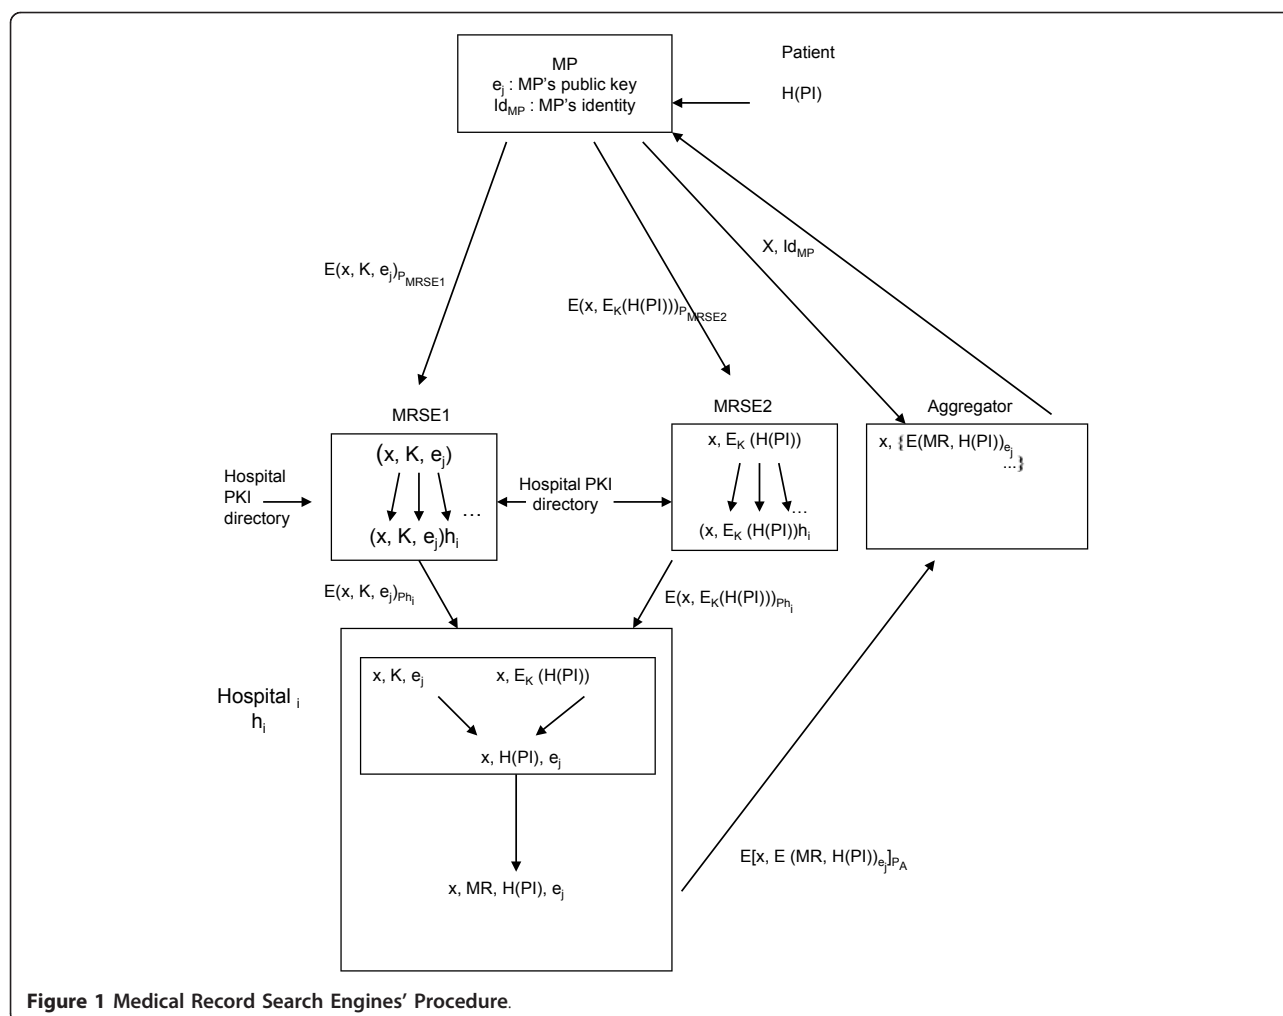 MP
e_j : MP's public key
Id_MP : MP's identity
Patient
H(PI)
X, Id_MP
E(x, K, e_j)_P_MRSE1
E(x, E_K(H(PI)))_P_MRSE2
MRSE1
MRSE2
Aggregator
(x, K, e_j)
...
(x, K, e_j)h_i
Hospital
PKI
directory
Hospital PKI
directory
x, E_K (H(PI))
...
(x, E_K (H(PI))h_i
x, {E(MR, H(PI))_e_j
...}
E(x, K, e_j)_Ph_i
E(x, E_K(H(PI)))_Ph_i
Hospital _i
h_i
x, K, e_j
x, E_K (H(PI))
x, H(PI), e_j
x, MR, H(PI), e_j
E[x, E (MR, H(PI))_e_j]_P_A
Figure 1 Medical Record Search Engines' Procedure.